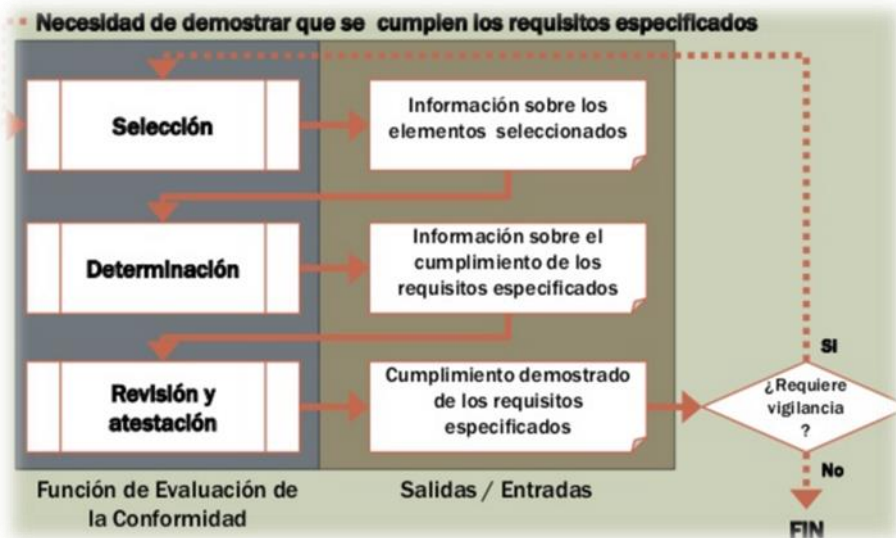 Necesidad de demostrar que se cumplen los requisitos especificados
Selección
Información sobre los
elementos seleccionados
Determinación
Información sobre el
cumplimiento de los
requisitos especificados
Revisión y
atestación
Cumplimiento demostrado
de los requisitos
especificados
SI
¿Requiere
vigilancia
?
No
FIN
Función de Evaluación de
la Conformidad
Salidas / Entradas